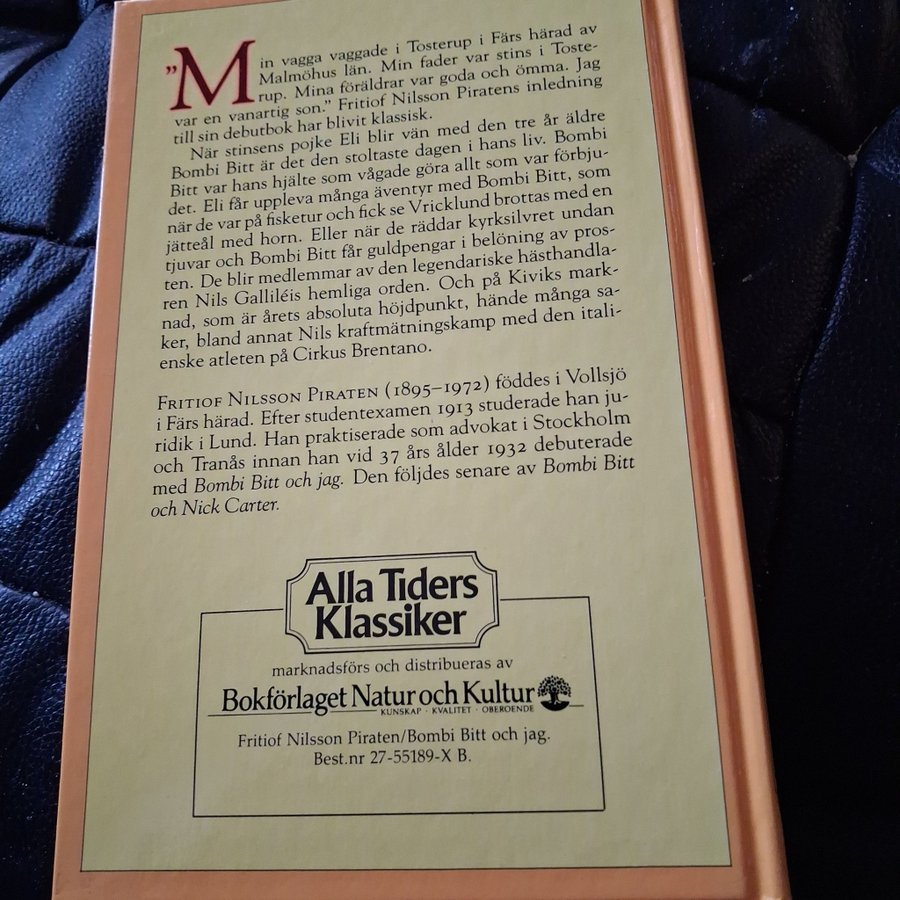 "Min vagga vaggade i Tosterup i Färs härad av
Malmöhus län. Min fader var stins i Toste-
rup. Mina föräldrar var goda och ömma. Jag
var en vanartig son." Fritiof Nilsson Piratens inledning
till sin debutbok har blivit klassisk.
När stinsens pojke Eli blir vän med den tre år äldre
Bombi Bitt är det den stoltaste dagen i hans liv. Bombi
Bitt var hans hjälte som vågade göra allt som var förbju-
det. Eli får uppleva många äventyr med Bombi Bitt, som
när de var på fisketur och fick se Vricklund brottas med en
jätteål med horn. Eller när de räddar kyrksilvret undan
tjuvar och Bombi Bitt får guldpengar i belöning av pros-
ten. De blir medlemmar av den legendariske hästhandla-
ren Nils Galliléis hemliga orden. Och på Kiviks mark-
nad, som är årets absoluta höjdpunkt, hände många sa-
ker, bland annat Nils kraftmätningskamp med den itali-
enske atleten på Cirkus Brentano.
FRITIOF NILSSON PIRATEN (1895–1972) föddes i Vollsjö
i Färs härad. Efter studentexamen 1913 studerade han ju-
ridik i Lund. Han praktiserade som advokat i Stockholm
och Tranås innan han vid 37 års ålder 1932 debuterade
med Bombi Bitt och jag. Den följdes senare av Bombi Bitt
och Nick Carter.
Alla Tiders
Klassiker
marknadsförs och distribueras av
Bokförlaget Natur och Kultur
KUNSKAP · KVALITET · OBEROENDE
Fritiof Nilsson Piraten/Bombi Bitt och jag.
Best.nr 27-55189-X B.